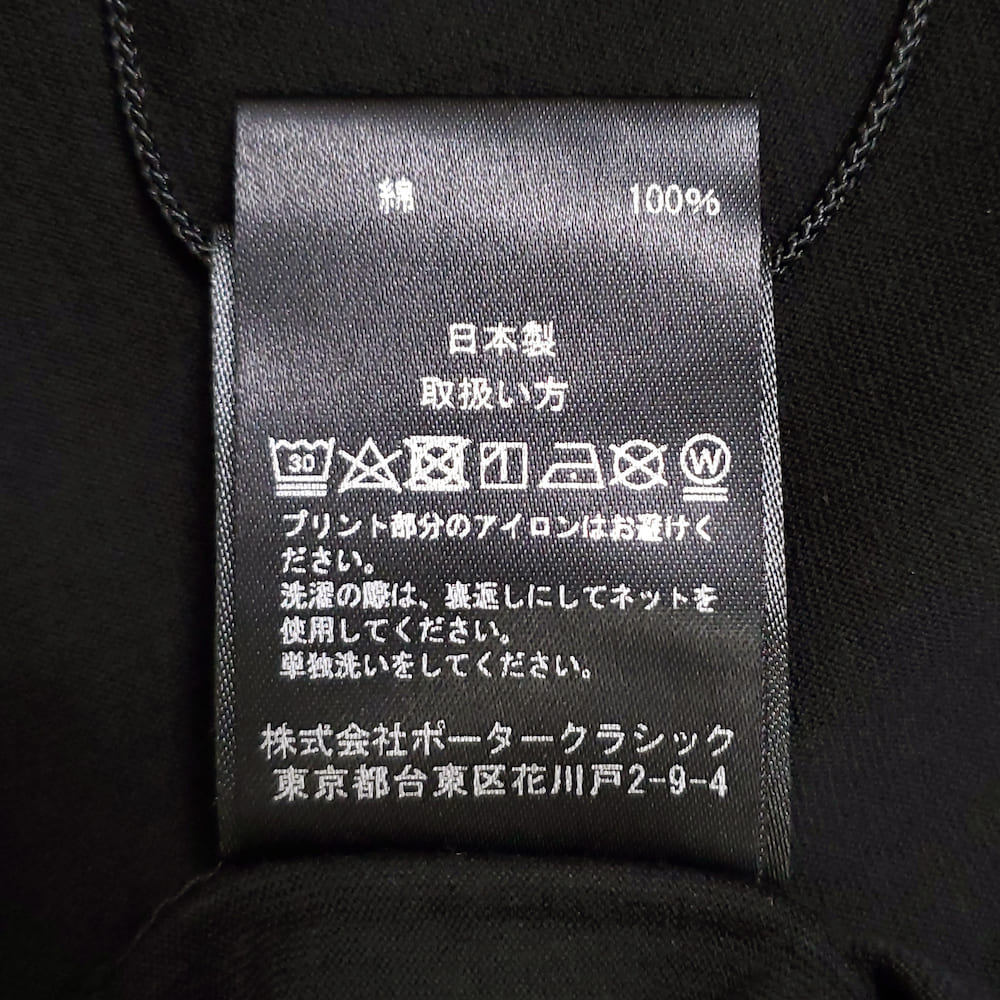 綿 100%
日本製
取扱い方
30 W
プリント部分のアイロンはお避けく
ださい。
洗濯の際は、裏返しにしてネットを
使用してください。
単独洗いをしてください。
株式会社ポータークラシック
東京都台東区花川戸2-9-4